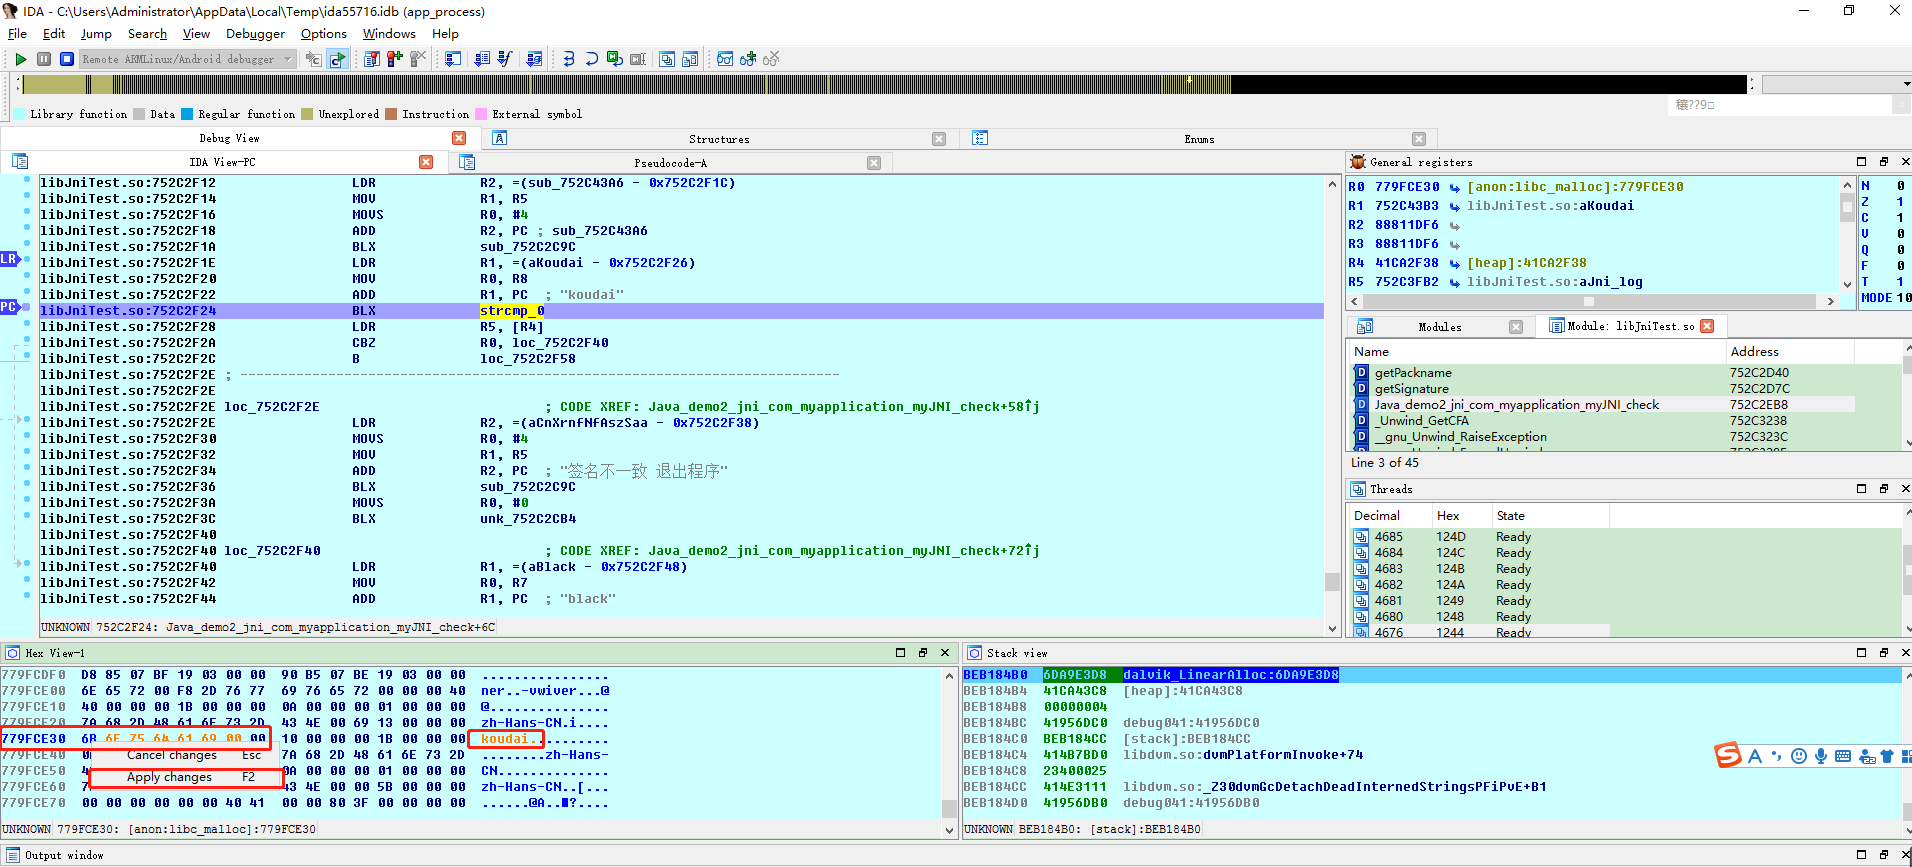 IDA - C:\Users\Administrator\AppData\Local\Temp\ida55716.idb (app_process)
File Edit Jump Search View Debugger Options Windows Help
Remote ARMLinux/Android debugger
Library function Data Regular function Unexplored Instruction External symbol
Debug View Structures Enums
IDA View-PC Pseudocode-A
libJniTest.so:752C2F12 LDR R2, =(sub_752C43A6 - 0x752C2F1C)
libJniTest.so:752C2F14 MOV R1, R5
libJniTest.so:752C2F16 MOVS R0, #4
libJniTest.so:752C2F18 ADD R2, PC ; sub_752C43A6
libJniTest.so:752C2F1A BLX sub_752C2C9C
LR libJniTest.so:752C2F1E LDR R1, =(aKoudai - 0x752C2F26)
libJniTest.so:752C2F20 MOV R0, R8
libJniTest.so:752C2F22 ADD R1, PC ; "koudai"
PC libJniTest.so:752C2F24 BLX strcmp_0
libJniTest.so:752C2F28 LDR R5, [R4]
libJniTest.so:752C2F2A CBZ R0, loc_752C2F40
libJniTest.so:752C2F2C B loc_752C2F58
libJniTest.so:752C2F2E ; ---------------------------------------------------------------------------
libJniTest.so:752C2F2E
libJniTest.so:752C2F2E loc_752C2F2E ; CODE XREF: Java_demo2_jni_com_myapplication_myJNI_check+58↑j
libJniTest.so:752C2F2E LDR R2, =(aCnXrnfNfAszSaa - 0x752C2F38)
libJniTest.so:752C2F30 MOVS R0, #4
libJniTest.so:752C2F32 MOV R1, R5
libJniTest.so:752C2F34 ADD R2, PC ; "签名不一致 退出程序"
libJniTest.so:752C2F36 BLX sub_752C2C9C
libJniTest.so:752C2F3A MOVS R0, #0
libJniTest.so:752C2F3C BLX unk_752C2CB4
libJniTest.so:752C2F40
libJniTest.so:752C2F40 loc_752C2F40 ; CODE XREF: Java_demo2_jni_com_myapplication_myJNI_check+72↑j
libJniTest.so:752C2F40 LDR R1, =(aBlack - 0x752C2F48)
libJniTest.so:752C2F42 MOV R0, R7
libJniTest.so:752C2F44 ADD R1, PC ; "black"
UNKNOWN 752C2F24: Java_demo2_jni_com_myapplication_myJNI_check+6C
General registers
R0 779FCE30 [anon:libc_malloc]:779FCE30
R1 752C43B3 libJniTest.so:aKoudai
R2 88811DF6
R3 88811DF6
R4 41CA2F38 [heap]:41CA2F38
R5 752C3FB2 libJniTest.so:aJni_log
N 0
Z 1
C 1
V 0
Q 0
F 0
T 1
MODE 10
Modules Module: libJniTest.so
Name Address
getPackname 752C2D40
getSignature 752C2D7C
Java_demo2_jni_com_myapplication_myJNI_check 752C2EB8
_Unwind_GetCFA 752C3238
__gnu_Unwind_RaiseException 752C323C
Line 3 of 45
Threads
Decimal Hex State
4685 124D Ready
4684 124C Ready
4683 124B Ready
4682 124A Ready
4681 1249 Ready
4680 1248 Ready
4676 1244 Ready
Hex View-1
779FCDF0 D8 85 07 BF 19 03 00 00 90 B5 07 BE 19 03 00 00 ................
779FCE00 6E 65 72 00 F8 2D 76 77 69 76 65 72 00 00 00 40 ner..-vwiver...@
779FCE10 40 00 00 00 1B 00 00 00 0A 00 00 00 01 00 00 00 @...............
779FCE20 7A 68 2D 48 61 6E 73 2D 43 4E 00 69 13 00 00 00 zh-Hans-CN.i....
779FCE30 6B 6F 75 64 61 69 00 00 10 00 00 00 1B 00 00 00 koudai..........
779FCE40 7A 68 2D 48 61 6E 73 2D ........zh-Hans-
779FCE50 0A 00 00 00 01 00 00 00 CN..............
779FCE60 43 4E 00 00 5B 00 00 00 zh-Hans-CN..[...
779FCE70 00 00 00 00 00 00 40 41 00 00 80 3F 00 00 00 00
Cancel changes Esc
Apply changes F2
UNKNOWN 779FCE30: [anon:libc_malloc]:779FCE30
Stack view
BEB184B0 6DA9E3D8 dalvik_LinearAlloc:6DA9E3D8
BEB184B4 41CA43C8 [heap]:41CA43C8
BEB184B8 00000004
BEB184BC 41956DC0 debug041:41956DC0
BEB184C0 BEB184CC [stack]:BEB184CC
BEB184C4 414B7BD0 libdvm.so:dvmPlatformInvoke+74
BEB184C8 23400025
BEB184CC 414E3111 libdvm.so:_Z30dvmGcDetachDeadInternedStringsPFiPvE+B1
BEB184D0 41956DB0 debug041:41956DB0
UNKNOWN BEB184B0: [stack]:BEB184B0
Output window